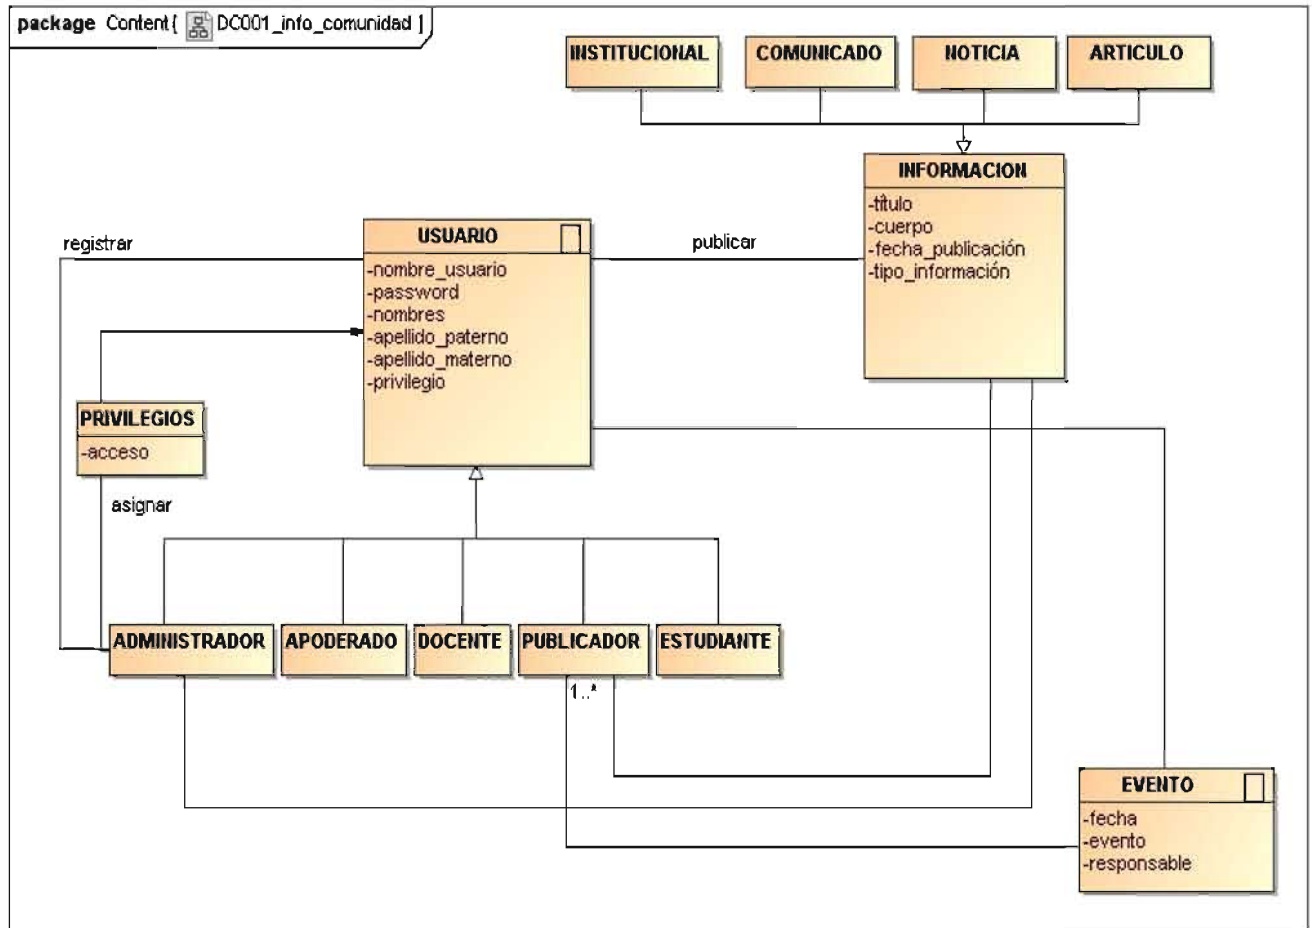 package Content [ DC001_info_comunidad ]
INSTITUCIONAL
COMUNICADO
NOTICIA
ARTICULO
INFORMACION
-título
-cuerpo
-fecha_publicación
-tipo_información
registrar
USUARIO
-nombre_usuario
-password
-nombres
-apellido_paterno
-apellido_materno
-privilegio
publicar
PRIVILEGIOS
-acceso
asignar
ADMINISTRADOR
APODERADO
DOCENTE
PUBLICADOR
ESTUDIANTE
1..*
EVENTO
-fecha
-evento
-responsable